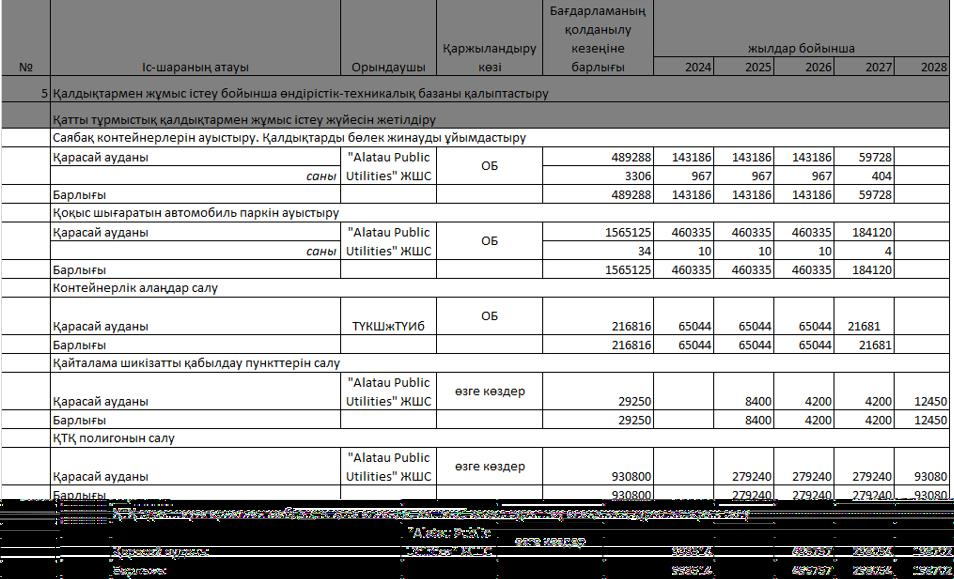 № Іс-шараның атауы Орындаушы Қаржыландыру көзі Бағдарламаның қолданылу кезеңіне барлығы жылдар бойынша
2024 2025 2026 2027 2028
5 Қалдықтармен жұмыс істеу бойынша өндірістік-техникалық базаны қалыптастыру
Қатты тұрмыстық қалдықтармен жұмыс істеу жүйесін жетілдіру
Саябақ контейнерлерін ауыстыру. Қалдықтарды бөлек жинауды ұйымдастыру
Қарасай ауданы "Alatau Public Utilities" ЖШС ОБ 489288 143186 143186 143186 59728
саны 3306 967 967 967 404
Барлығы 489288 143186 143186 143186 59728
Қоқыс шығаратын автомобиль паркін ауыстыру
Қарасай ауданы "Alatau Public Utilities" ЖШС ОБ 1565125 460335 460335 460335 184120
саны 34 10 10 10 4
Барлығы 1565125 460335 460335 460335 184120
Контейнерлік алаңдар салу
Қарасай ауданы ТҮКШжТҮИб ОБ 216816 65044 65044 65044 21681
Барлығы 216816 65044 65044 65044 21681
Қайталама шикізатты қабылдау пункттерін салу
Қарасай ауданы "Alatau Public Utilities" ЖШС өзге көздер 29250 8400 4200 4200 12450
Барлығы 29250 8400 4200 4200 12450
ҚТҚ полигонын салу
Қарасай ауданы "Alatau Public Utilities" ЖШС өзге көздер 930800 279240 279240 279240 93080
Барлығы 930800 279240 279240 279240 93080
"Alatau Public